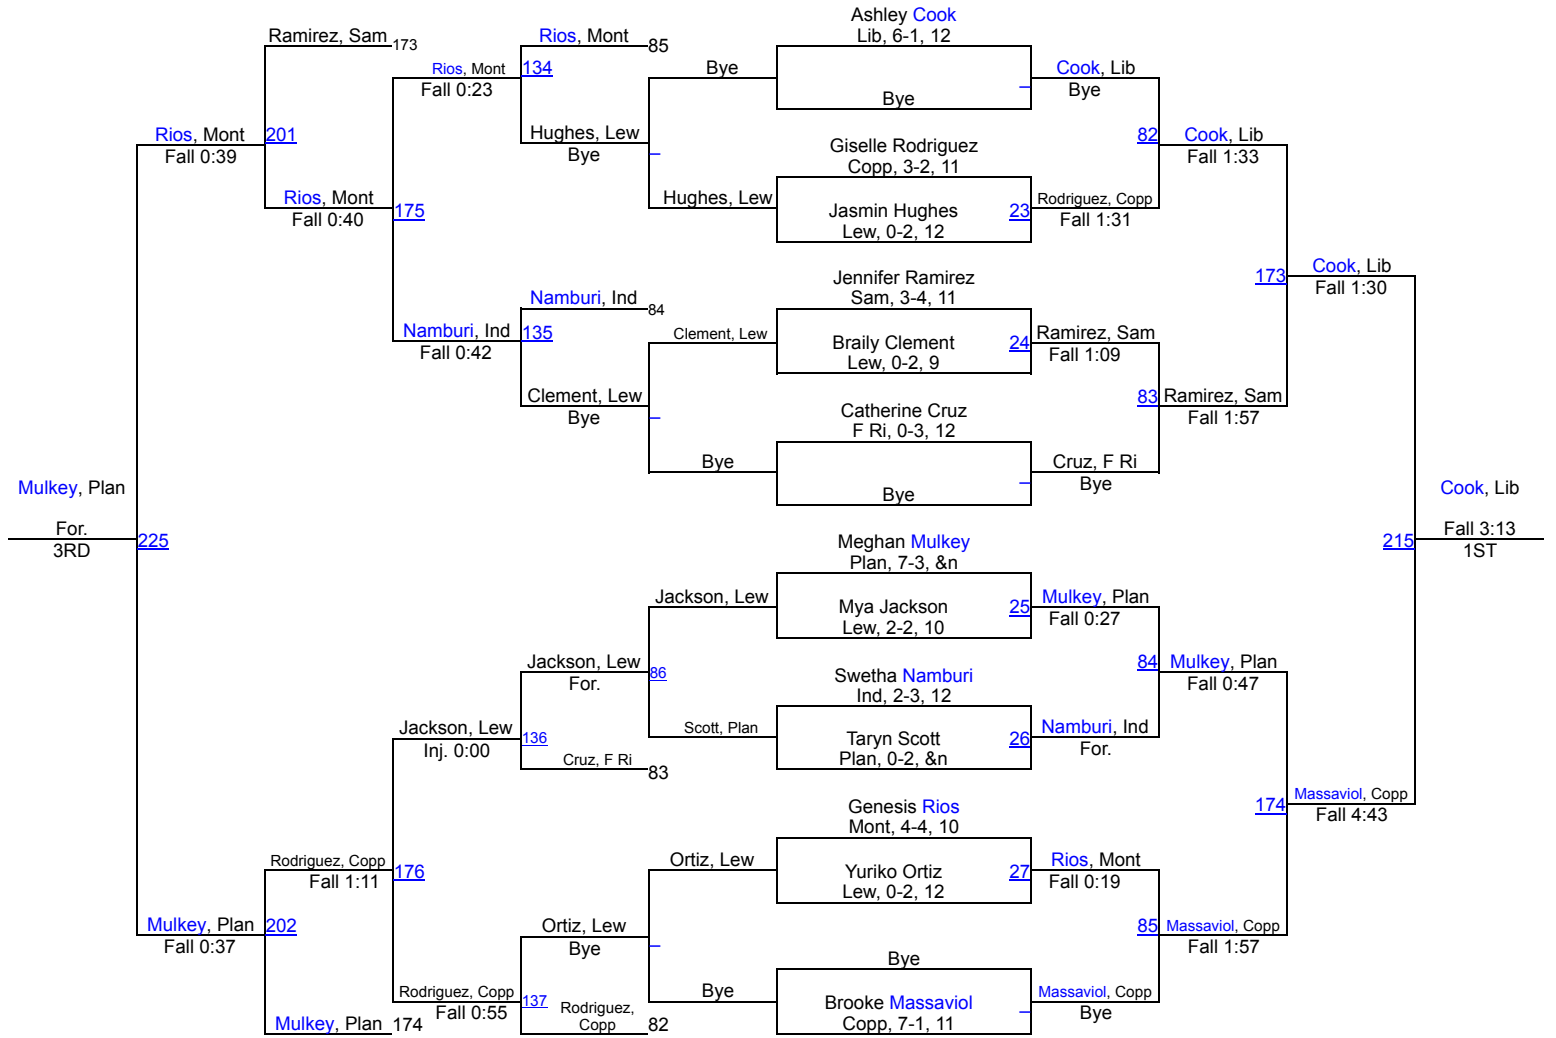 Ashley Cook
Lib, 6-1, 12
Ramirez, Sam 173
Rios, Mont 85
Rios, Mont 134
Fall 0:23
Bye
Cook, Lib
Bye
Bye
Rios, Mont 201
Fall 0:39
Hughes, Lew
Bye
Giselle Rodriguez
Copp, 3-2, 11
82 Cook, Lib
Fall 1:33
Rios, Mont 175
Fall 0:40
Hughes, Lew
Jasmin Hughes 23
Lew, 0-2, 12
Rodriguez, Copp
Fall 1:31
Jennifer Ramirez
Sam, 3-4, 11
173 Cook, Lib
Fall 1:30
Namburi, Ind 84
Namburi, Ind 135
Fall 0:42
Clement, Lew
Braily Clement 24
Lew, 0-2, 9
Ramirez, Sam
Fall 1:09
Clement, Lew
Bye
Catherine Cruz
F Ri, 0-3, 12
83 Ramirez, Sam
Fall 1:57
Bye
Bye
Cruz, F Ri
Bye
Mulkey, Plan
For. 225
3RD
Cook, Lib
215 Fall 3:13
1ST
Meghan Mulkey
Plan, 7-3, &n
Jackson, Lew
Mya Jackson 25
Lew, 2-2, 10
Mulkey, Plan
Fall 0:27
Jackson, Lew 86
For.
Swetha Namburi
Ind, 2-3, 12
84 Mulkey, Plan
Fall 0:47
Jackson, Lew 136
Inj. 0:00
Scott, Plan
Taryn Scott 26
Plan, 0-2, &n
Namburi, Ind
For.
Cruz, F Ri 83
Genesis Rios
Mont, 4-4, 10
174 Massaviol, Copp
Fall 4:43
Rodriguez, Copp 176
Fall 1:11
Ortiz, Lew
Yuriko Ortiz 27
Lew, 0-2, 12
Rios, Mont
Fall 0:19
Mulkey, Plan 202
Fall 0:37
Ortiz, Lew
Bye
85 Massaviol, Copp
Fall 1:57
Bye
Rodriguez, Copp 137
Fall 0:55
Rodriguez,
Copp 82
Bye
Brooke Massaviol
Copp, 7-1, 11
Massaviol, Copp
Bye
Mulkey, Plan 174